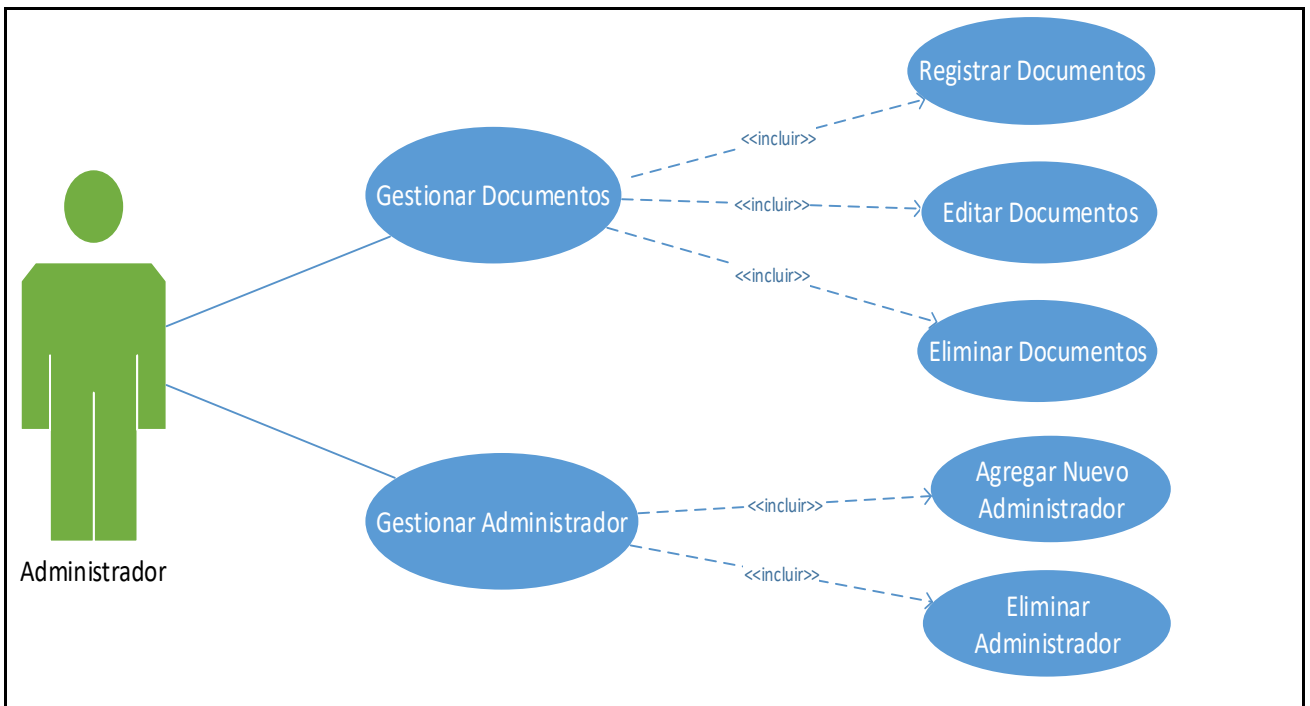 Registrar Documentos
<<incluir>>
Gestionar Documentos
<<incluir>>
Editar Documentos
<<incluir>>
Eliminar Documentos
Agregar Nuevo
Administrador
<<incluir>>
Gestionar Administrador
<<incluir>>
Administrador
Eliminar
Administrador